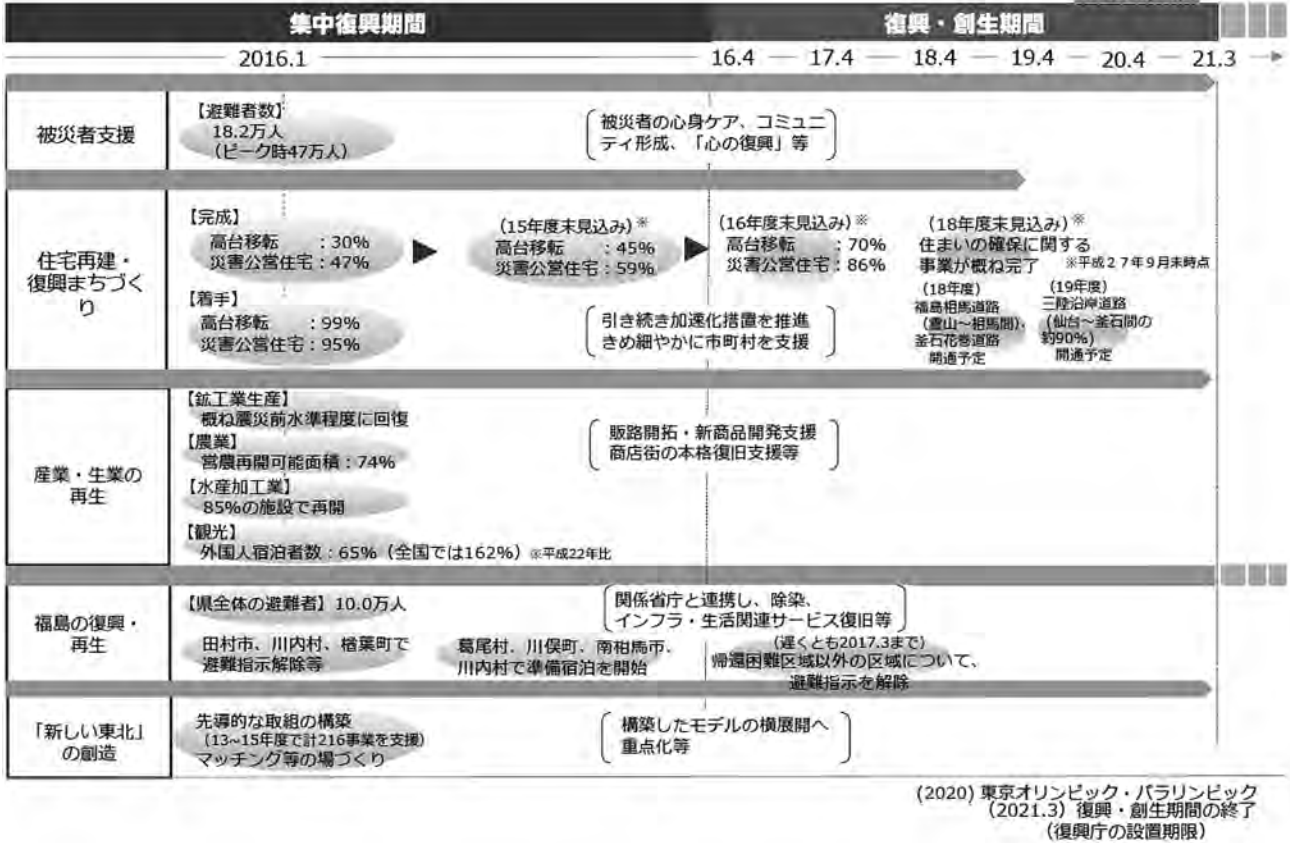 集中復興期間
復興・創生期間
2016.1
16.4 — 17.4 — 18.4 — 19.4 — 20.4 — 21.3
被災者支援
【避難者数】
18.2万人
(ピーク時47万人)
被災者の心身ケア、コミュニ
ティ形成、「心の復興」等
住宅再建・
復興まちづく
り
【完成】
高台移転 :30%
災害公営住宅:47%
(15年度末見込み)※
高台移転 :45%
災害公営住宅:59%
(16年度末見込み)※
高台移転 :70%
災害公営住宅:86%
(18年度末見込み)※
住まいの確保に関する
事業が概ね完了 ※平成27年9月末時点
【着手】
高台移転 :99%
災害公営住宅:95%
引き続き加速化措置を推進
きめ細やかに市町村を支援
(18年度)
福島相馬道路
(霊山~相馬間)、
釜石花巻道路
開通予定
(19年度)
三陸沿岸道路
(仙台~釜石間の
約90%)
開通予定
産業・生業の
再生
【鉱工業生産】
概ね震災前水準程度に回復
【農業】
営農再開可能面積:74%
【水産加工業】
85%の施設で再開
【観光】
外国人宿泊者数:65%(全国では162%)※平成22年比
販路開拓・新商品開発支援
商店街の本格復旧支援等
福島の復興・
再生
【県全体の避難者】10.0万人
田村市、川内村、楢葉町で
避難指示解除等
葛尾村、川俣町、南相馬市、
川内村で準備宿泊を開始
関係省庁と連携し、除染、
インフラ・生活関連サービス復旧等
(遅くとも2017.3まで)
帰還困難区域以外の区域について、
避難指示を解除
「新しい東北」
の創造
先導的な取組の構築
(13~15年度で計216事業を支援)
マッチング等の場づくり
構築したモデルの横展開へ
重点化等
(2020) 東京オリンピック・パラリンピック
(2021.3) 復興・創生期間の終了
(復興庁の設置期限)